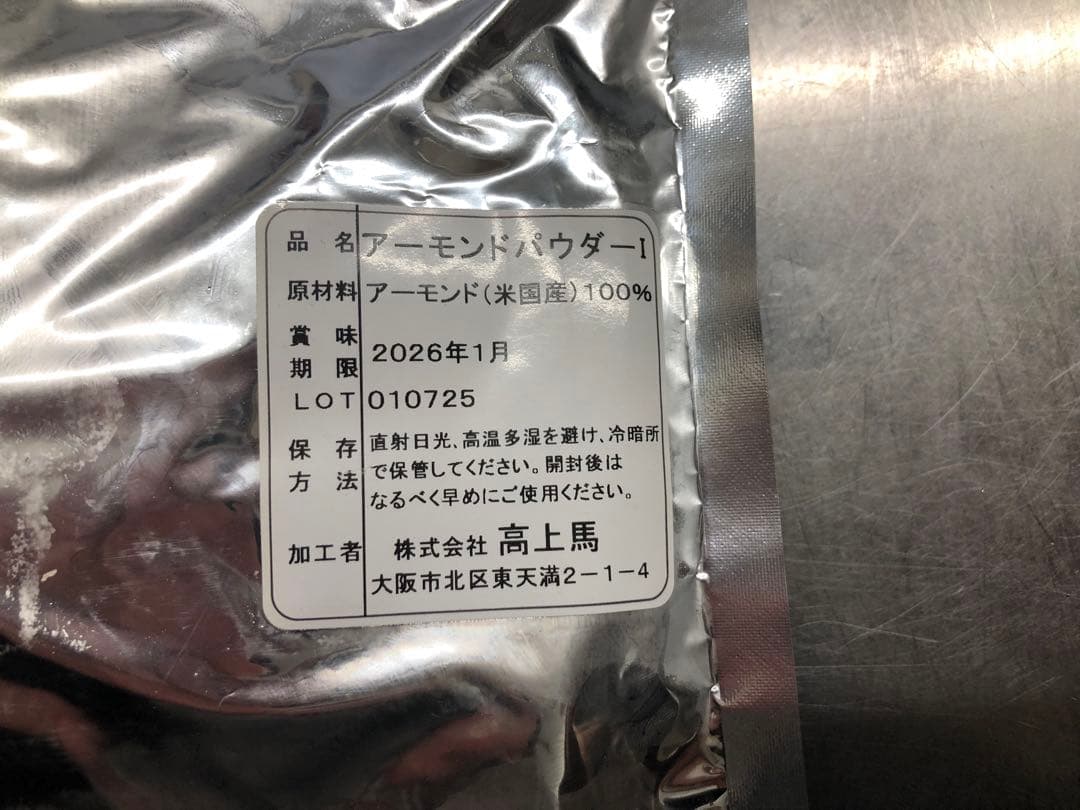 品名 アーモンドパウダーI
原材料 アーモンド(米国産)100%
賞味期限 2026年1月
LOT 010725
保存方法 直射日光、高温多湿を避け、冷暗所
で保管してください。開封後は
なるべく早めにご使用ください。
加工者 株式会社 高上馬
大阪市北区東天満2-1-4